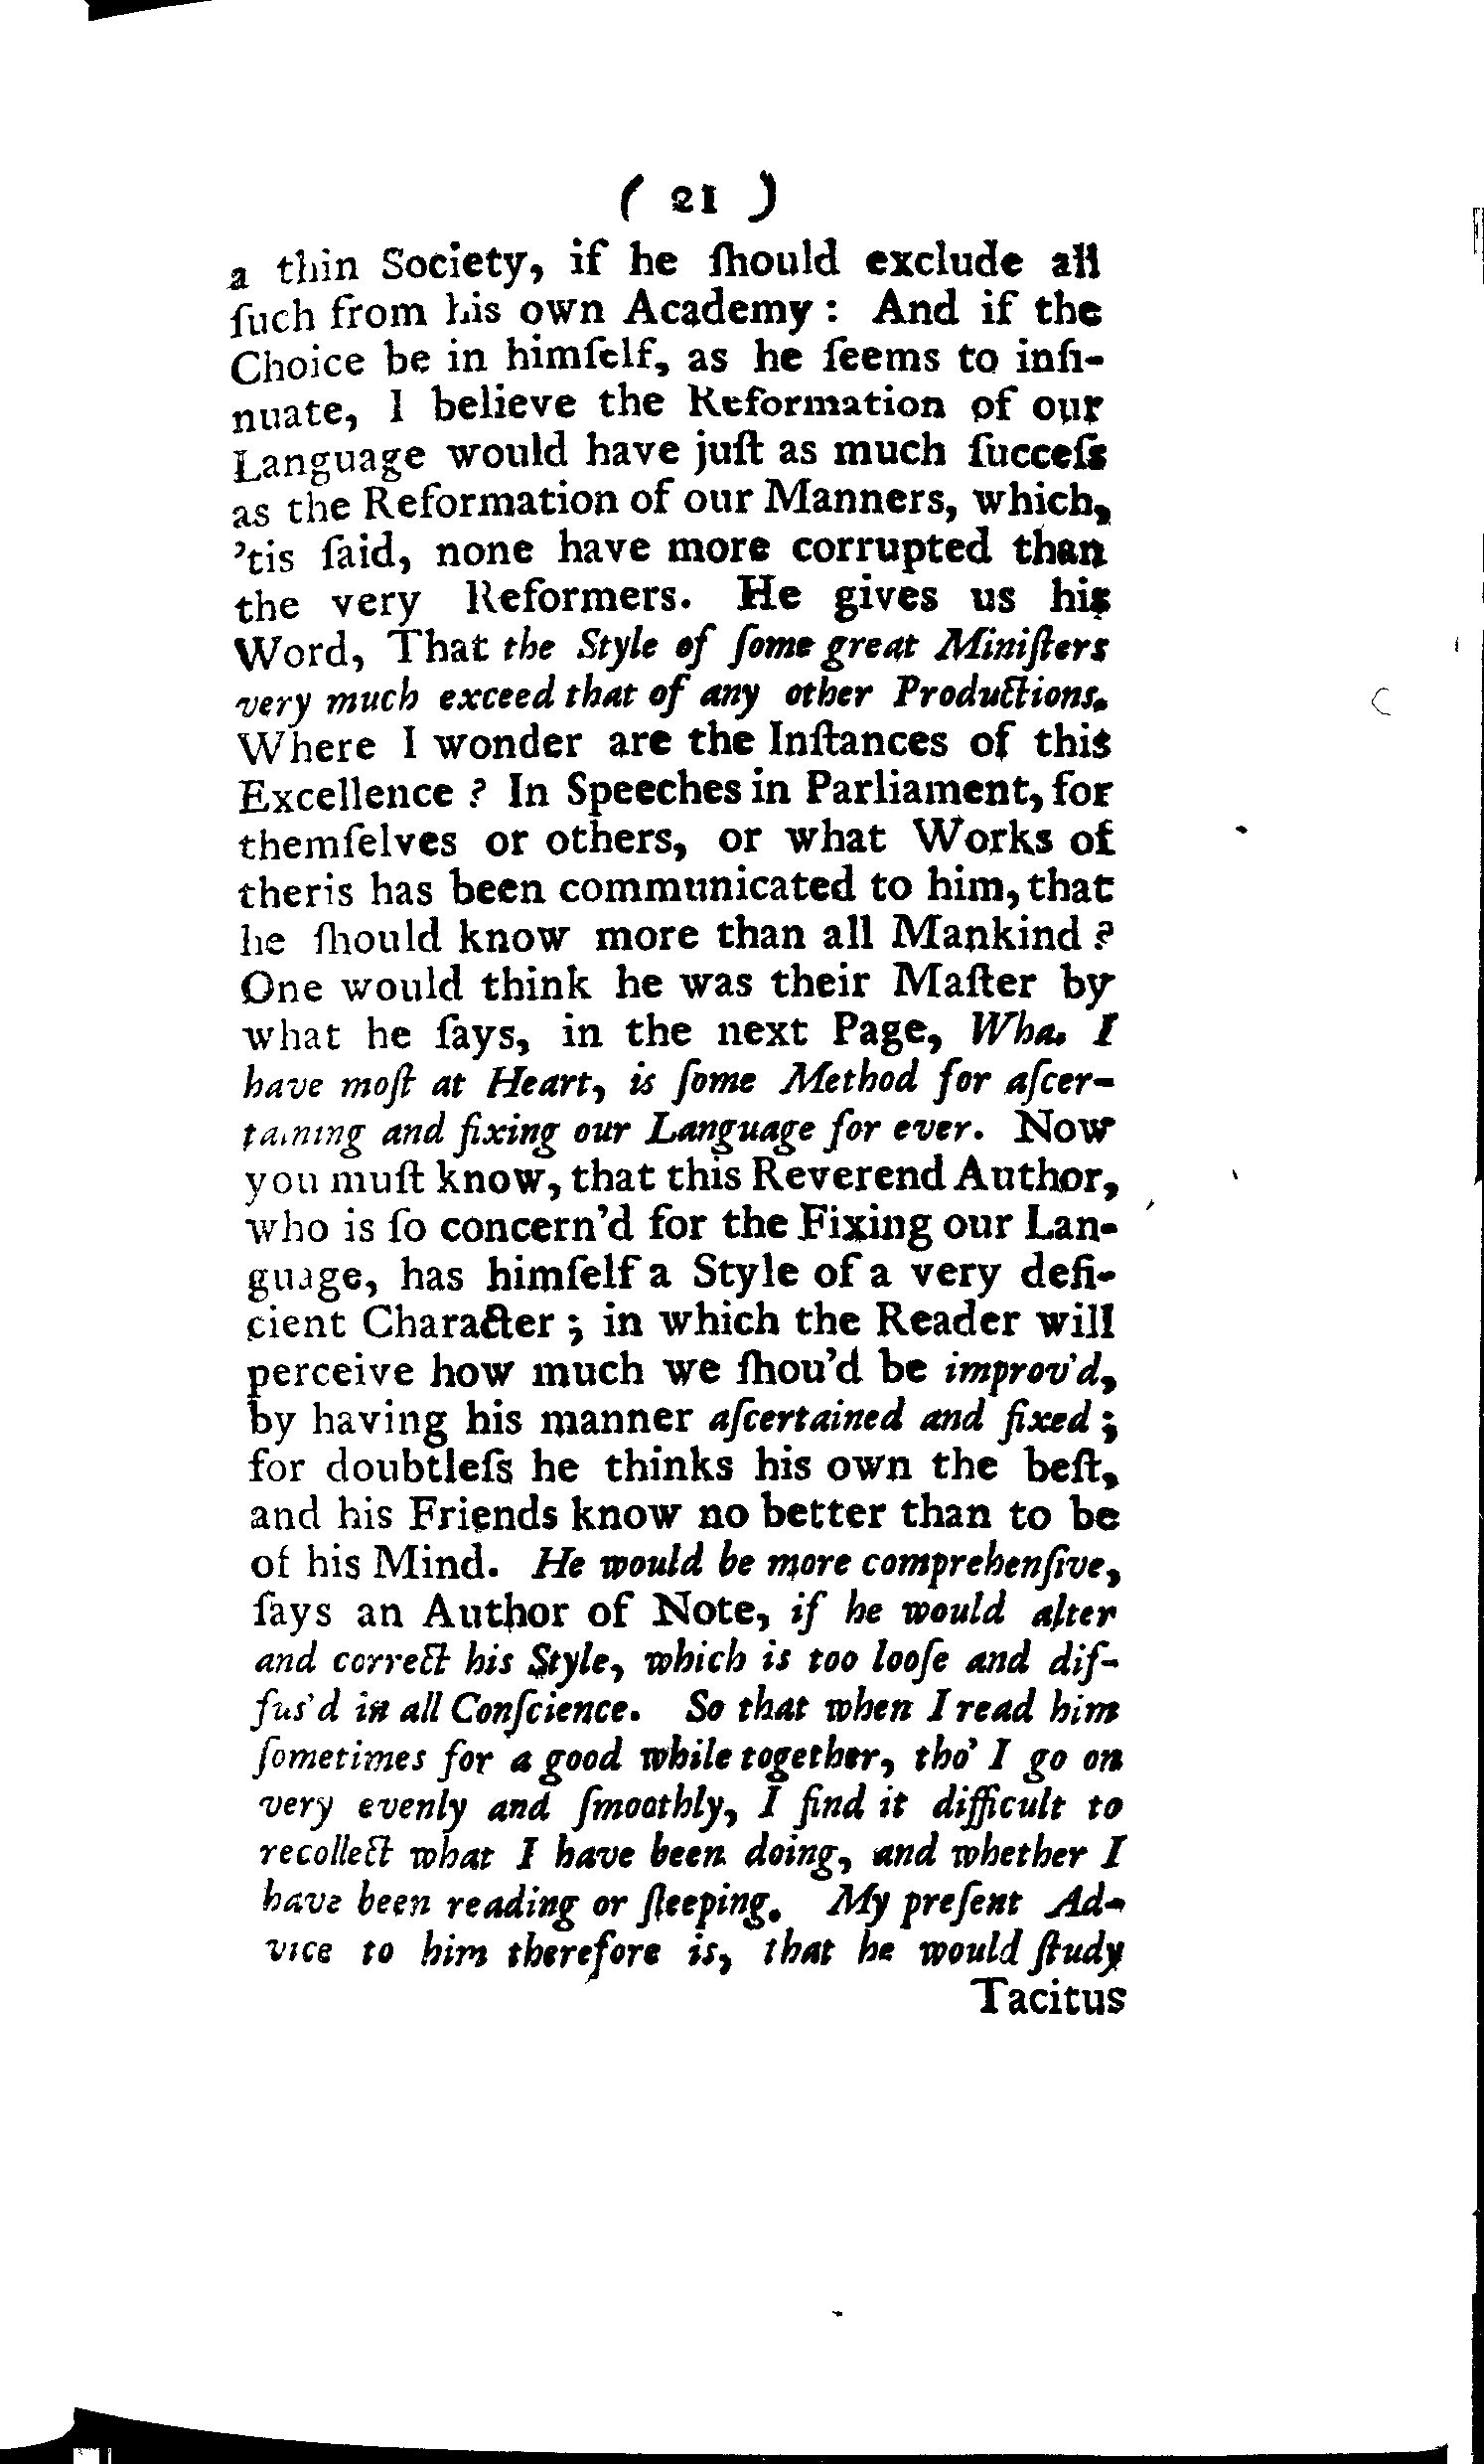 ( 21 )
a thin Society, if he ſhould exclude all
ſuch from his own Academy: And if the
Choice be in himſelf, as he ſeems to inſi-
nuate, I believe the Reformation of our
Language would have juſt as much ſucceſs
as the Reformation of our Manners, which,
'tis ſaid, none have more corrupted than
the very Reformers. He gives us his
Word, That the Style of ſome great Miniſters
very much exceed that of any other Productions.
Where I wonder are the Inſtances of this
Excellence? In Speeches in Parliament, for
themſelves or others, or what Works of
theris has been communicated to him, that
he ſhould know more than all Mankind?
One would think he was their Maſter by
what he ſays, in the next Page, What I
have moſt at Heart, is ſome Method for aſcer-
taining and fixing our Language for ever. Now
you muſt know, that this Reverend Author,
who is ſo concern'd for the Fixing our Lan-
guage, has himſelf a Style of a very defi-
cient Character; in which the Reader will
perceive how much we ſhou'd be improv'd,
by having his manner aſcertained and fixed;
for doubtleſs he thinks his own the beſt,
and his Friends know no better than to be
of his Mind. He would be more comprehenſive,
ſays an Author of Note, if he would alter
and correct his Style, which is too looſe and diſ-
fus'd in all Conſcience. So that when I read him
ſometimes for a good while together, tho' I go on
very evenly and ſmoothly, I find it difficult to
recollect what I have been doing, and whether I
have been reading or ſleeping. My preſent Ad-
vice to him therefore is, that he would ſtudy
Tacitus